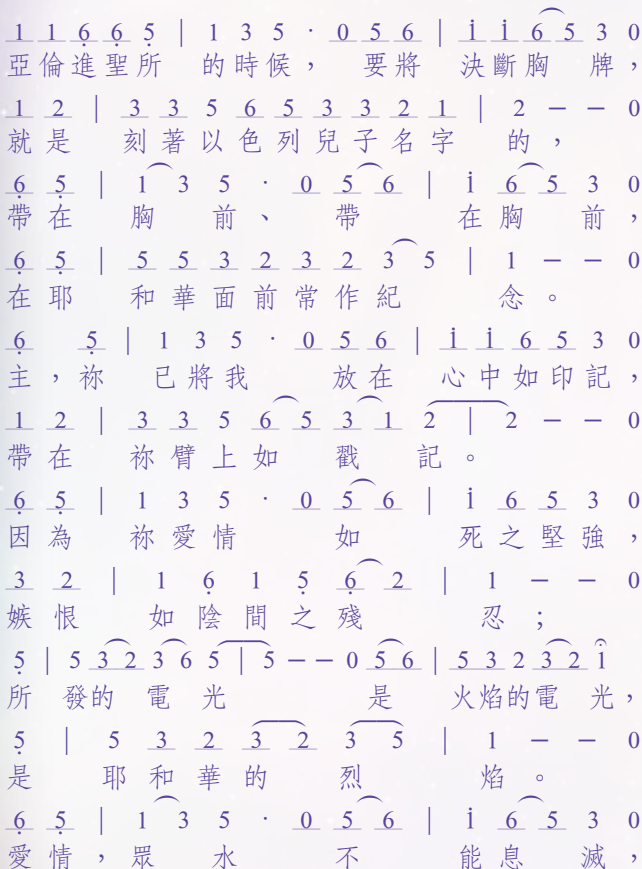 1 1 6̣ 6̣ 5̣ | 1 3 5 · 0 5 6 | i̇ i̇ 6 5 3 0
亞倫進聖所 的時候， 要將 決斷胸 牌，
1 2 | 3 3 5 6 5 3 3 2 1 | 2 – – 0
就是 刻著以色列兒子名字 的，
6̣ 5̣ | 1 3 5 · 0 5 6 | i̇ 6 5 3 0
帶在 胸 前、 帶 在胸 前，
6̣ 5̣ | 5 5 3 2 3 2 3 5 | 1 – – 0
在耶 和華面前常作紀 念。
6̣ 5̣ | 1 3 5 · 0 5 6 | i̇ i̇ 6 5 3 0
主，祢 已將我 放在 心中如印記，
1 2 | 3 3 5 6 5 3 1 2 | 2 – – 0
帶在 祢臂上如 戳 記。
6̣ 5̣ | 1 3 5 · 0 5 6 | i̇ 6 5 3 0
因為 祢愛情 如 死之堅強，
3 2 | 1 6̣ 1 5̣ 6̣ 2 | 1 – – 0
嫉恨 如陰間之殘 忍；
5̣ | 5 3 2 3 6 5 | 5 – – 0 5 6 | 5 3 2 3 2 1̇
所 發的 電 光 是 火焰的電 光，
5̣ | 5 3 2 3 2 3 5 | 1 – – 0
是 耶和華的 烈 焰。
6̣ 5̣ | 1 3 5 · 0 5 6 | i̇ 6 5 3 0
愛情，眾 水 不 能息 滅，